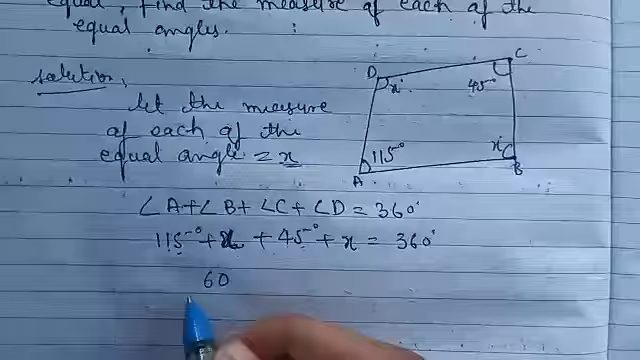 equal, find the measure of each of the
equal angles.
solution,
let the measure
of each of the
equal angle = x
D
C
x°
45°
115°
x°
A
B
∠A+∠B+∠C+∠D = 360°
115° + x + 45° + x = 360°
60